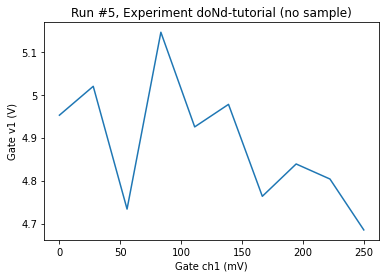 Run #5, Experiment doNd-tutorial (no sample)
Gate v1 (V)
5.1
5
4.9
4.8
4.7
0 50 100 150 200 250
Gate ch1 (mV)